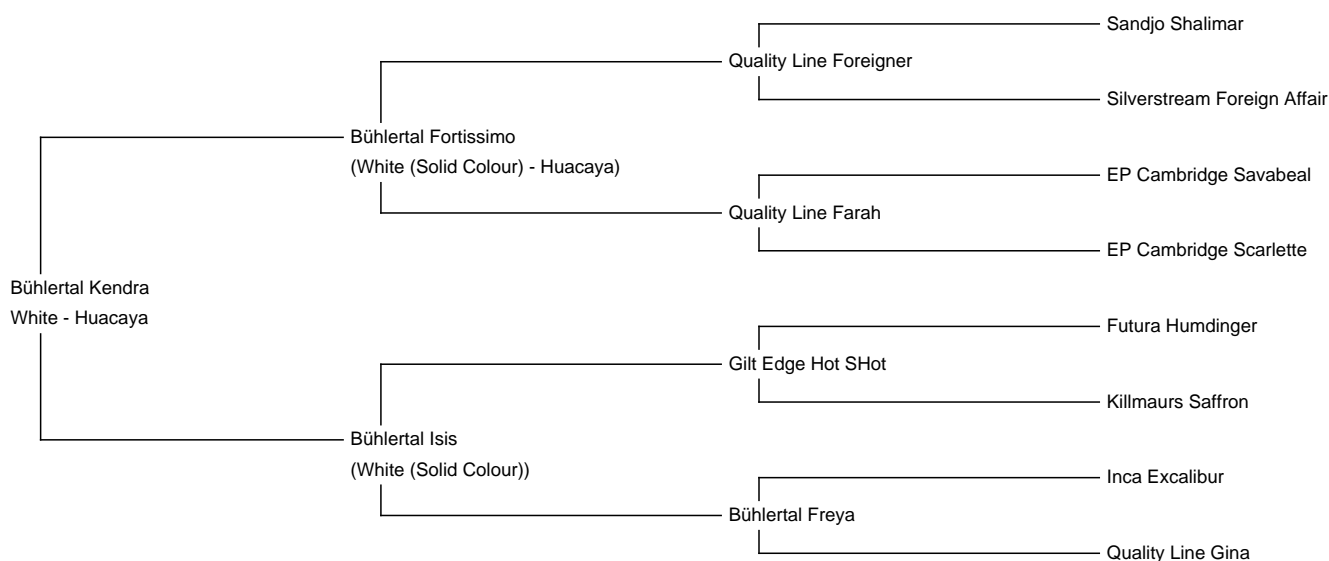 Sandjo Shalimar
Quality Line Foreigner
Silverstream Foreign Affair
Bühlertal Fortissimo
(White (Solid Colour) - Huacaya)
EP Cambridge Savabeal
Quality Line Farah
EP Cambridge Scarlette
Bühlertal Kendra
White - Huacaya
Futura Humdinger
Gilt Edge Hot SHot
Killmaurs Saffron
Bühlertal Isis
(White (Solid Colour))
Inca Excalibur
Bühlertal Freya
Quality Line Gina